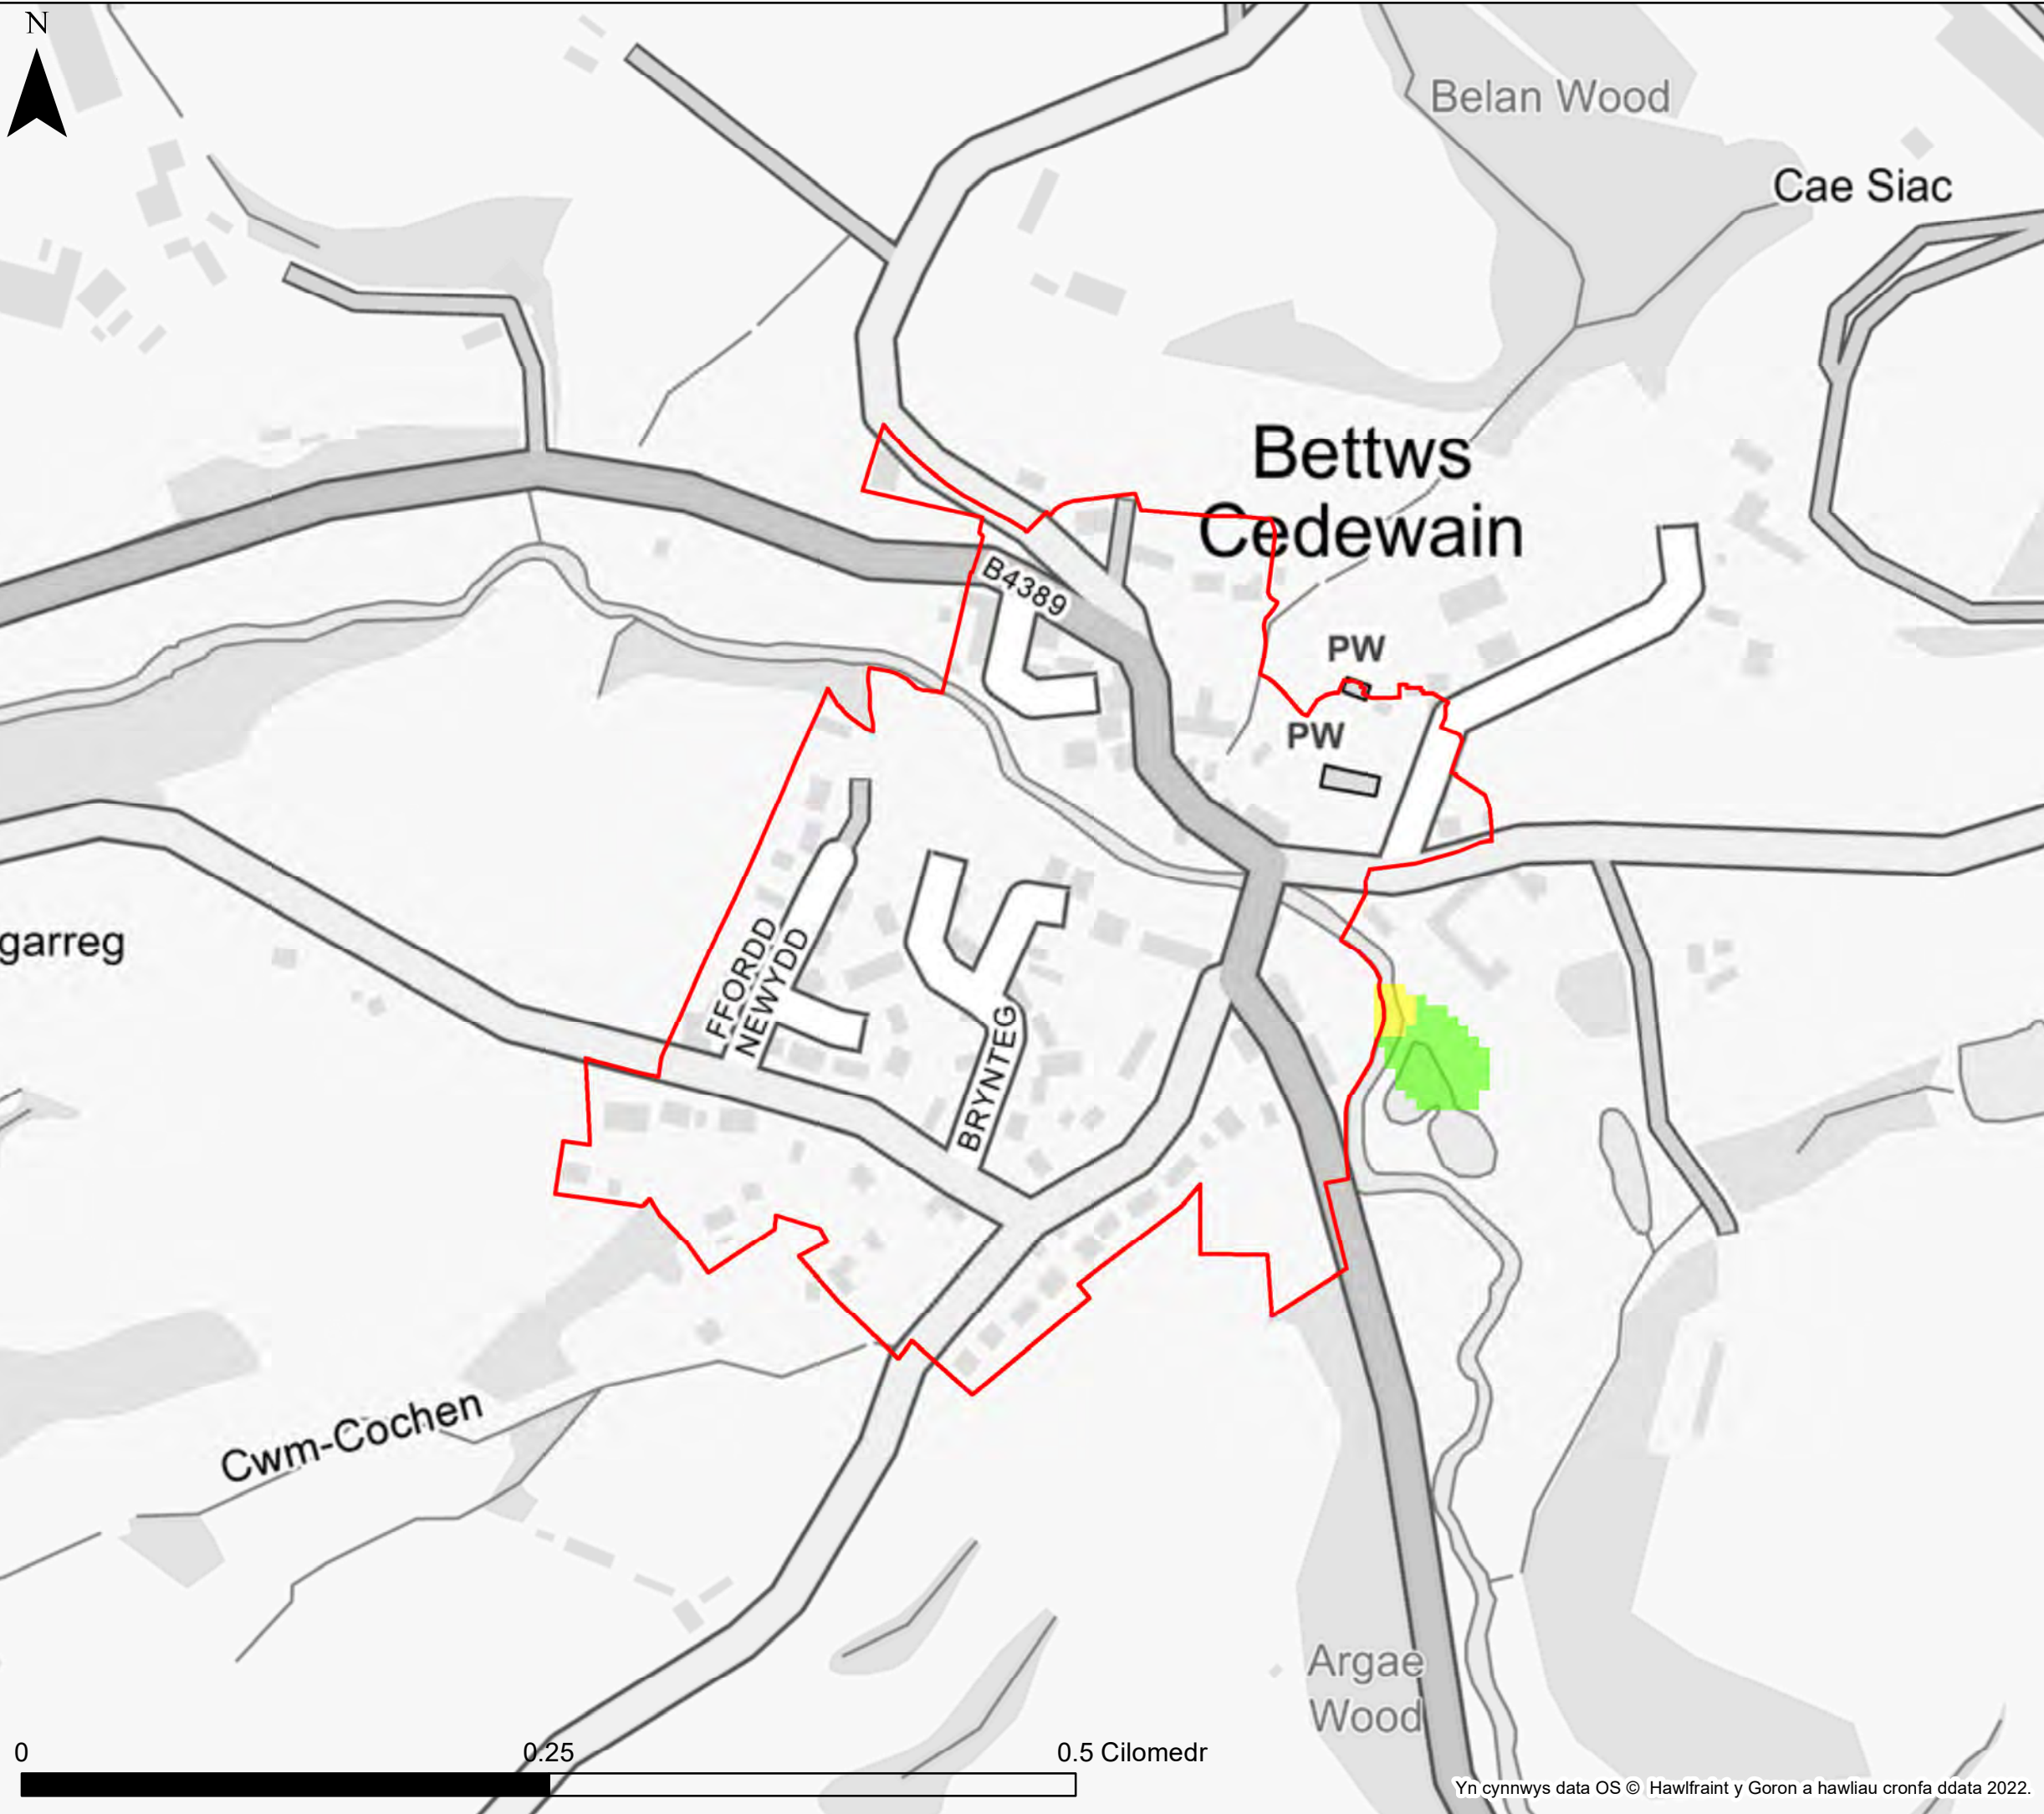 N
Belan Wood
Cae Siac
Bettws
Cedewain
B4389
PW
PW
garreg
FFORDD
NEWYDD
BRYNTEG
Cwm-Cochen
Argae
Wood
0
0.25
0.5 Cilomedr
Yn cynnwys data OS © Hawlfraint y Goron a hawliau cronfa ddata 2022.